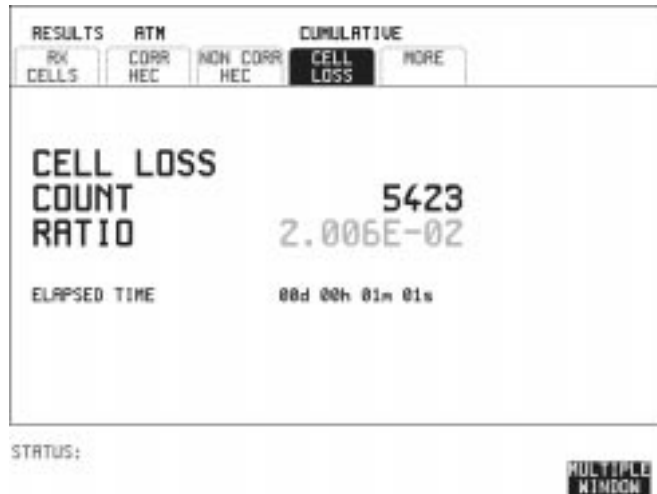 RESULTS ATM CUMULATIVE
RX CELLS CORR HEC NON CORR HEC CELL LOSS MORE
CELL LOSS
COUNT 5423
RATIO 2.006E-02
ELAPSED TIME 00d 00h 01m 01s
STATUS:
MULTIPLE
WINDOW